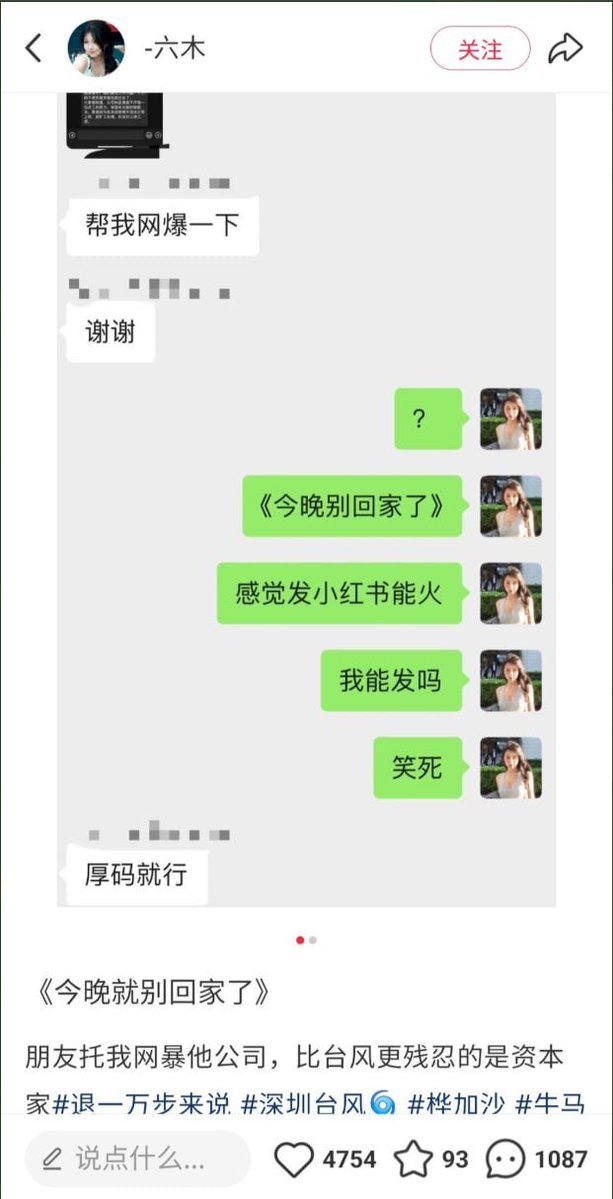 -六木
关注
帮我网爆一下
谢谢
?
《今晚别回家了》
感觉发小红书能火
我能发吗
笑死
厚码就行
《今晚就别回家了》
朋友托我网暴他公司，比台风更残忍的是资本
家#退一万步来说 #深圳台风🌀 #桦加沙 #牛马
说点什么...
4754
93
1087